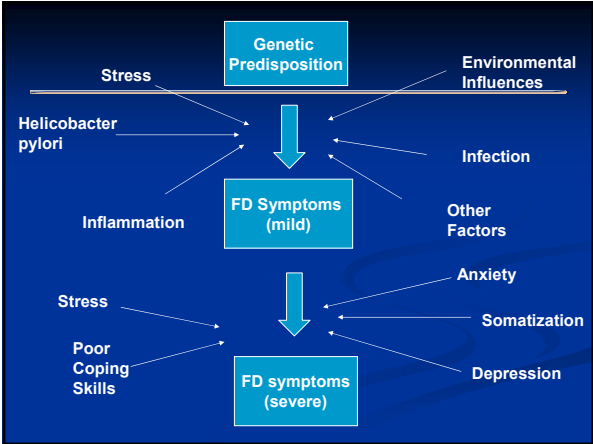 Genetic
Predisposition
Stress
Environmental
Influences
Helicobacter
pylori
Infection
Inflammation
FD Symptoms
(mild)
Other
Factors
Anxiety
Stress
Somatization
Poor
Coping
Skills
Depression
FD symptoms
(severe)